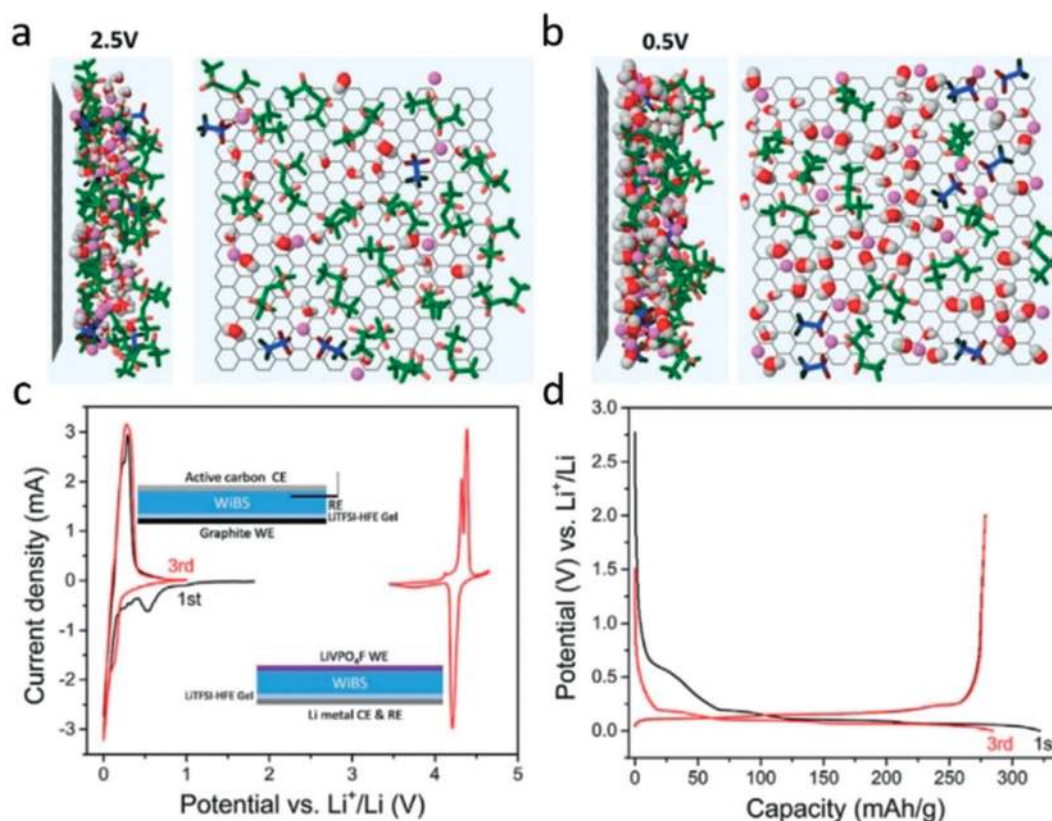 a
2.5V
b
0.5V
c
Current density (mA)
3
2
1
0
-1
-2
-3
0
1
2
3
4
5
Potential vs. Li⁺/Li (V)
Active carbon CE
WiBS
RE
LiTFSI-HFE Gel
Graphite WE
3rd
1st
LiVPO₄F WE
WiBS
LiTFSI-HFE Gel
Li metal CE & RE
d
Potential (V) vs. Li⁺/Li
3.0
2.5
2.0
1.5
1.0
0.5
0.0
0
50
100
150
200
250
300
Capacity (mAh/g)
3rd
1s